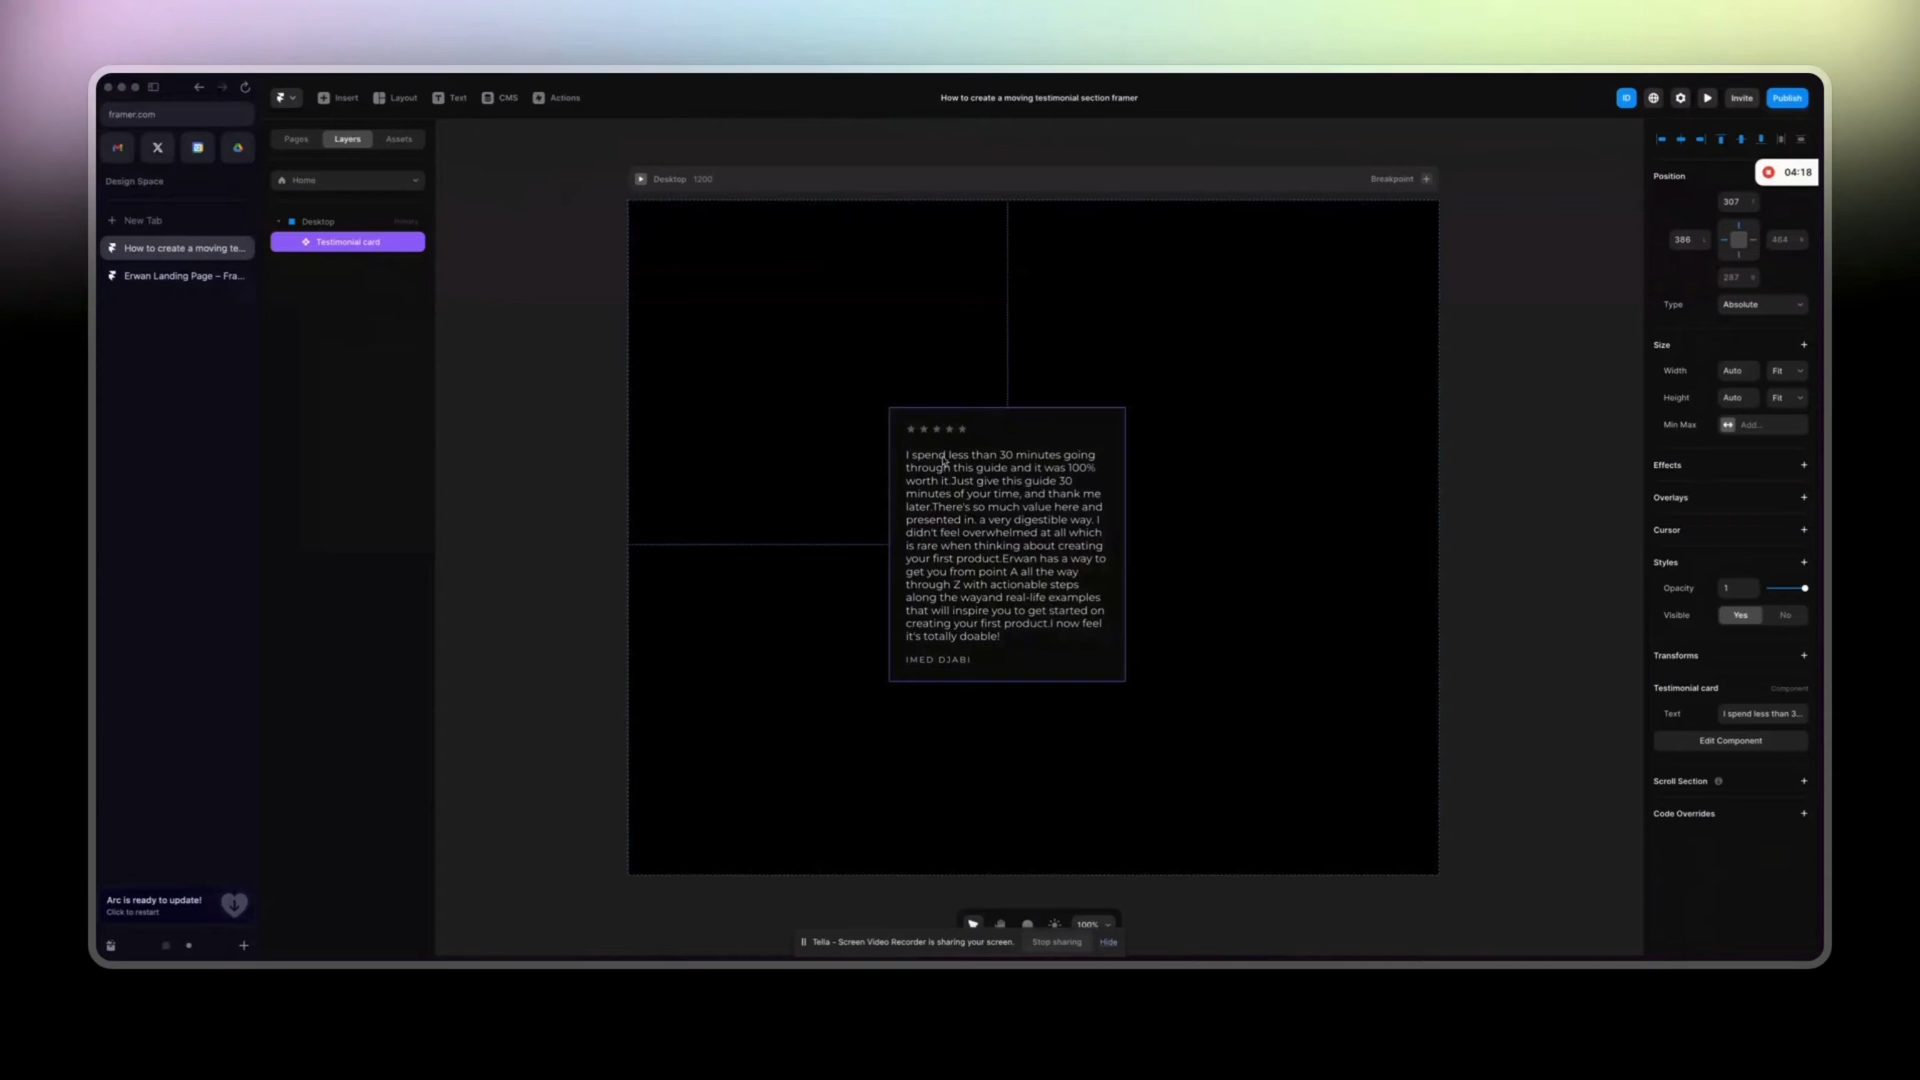 framer.com
Design Space
New Tab
How to create a moving te...
Erwan Landing Page – Fra...
Arc is ready to update!
Click to restart
Insert
Layout
Text
CMS
Actions
How to create a moving testimonial section framer
ID
Invite
Publish
Pages
Layers
Assets
Home
Desktop
Primary
Testimonial card
Desktop 1200
Breakpoint
I spend less than 30 minutes going
through this guide and it was 100%
worth it.Just give this guide 30
minutes of your time, and thank me
later.There's so much value here and
presented in. a very digestible way. I
didn't feel overwhelmed at all which
is rare when thinking about creating
your first product.Erwan has a way to
get you from point A all the way
through Z with actionable steps
along the wayand real-life examples
that will inspire you to get started on
creating your first product.I now feel
it's totally doable!
IMED DJABI
100%
Tella – Screen Video Recorder is sharing your screen.
Stop sharing
Hide
04:18
Position
307 T
386 L
464 R
287 B
Type
Absolute
Size
Width
Auto
Fit
Height
Auto
Fit
Min Max
Add...
Effects
Overlays
Cursor
Styles
Opacity
1
Visible
Yes
No
Transforms
Testimonial card
Component
Text
I spend less than 3...
Edit Component
Scroll Section
Code Overrides